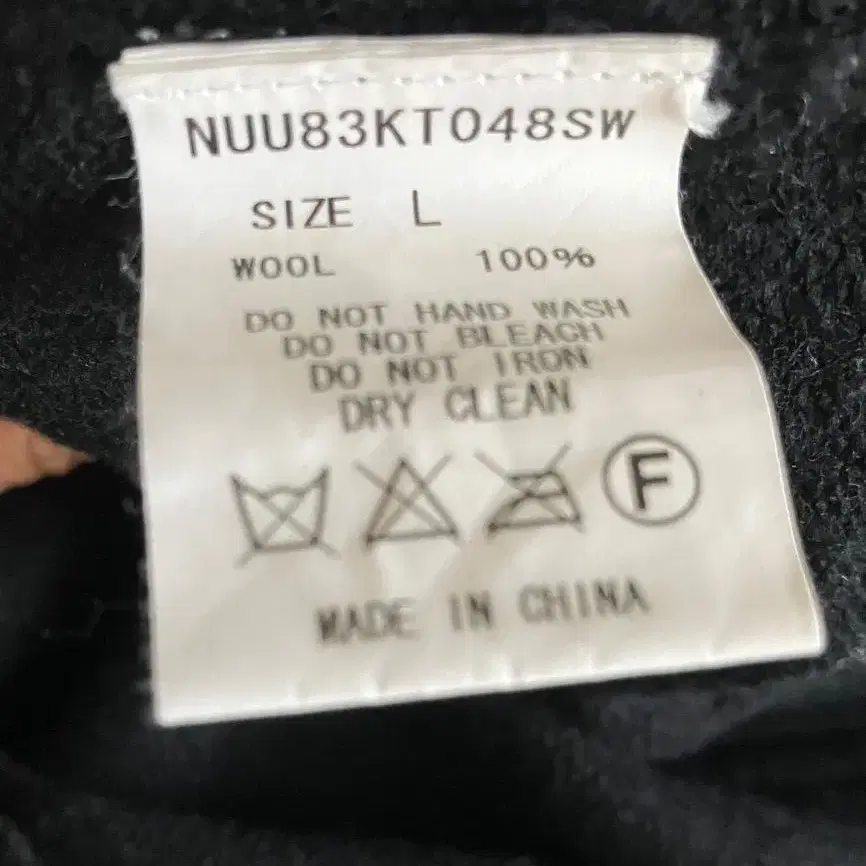 NUU83KT048SW
SIZE L
WOOL 100%
DO NOT HAND WASH
DO NOT BLEACH
DO NOT IRON
DRY CLEAN
F
MADE IN CHINA